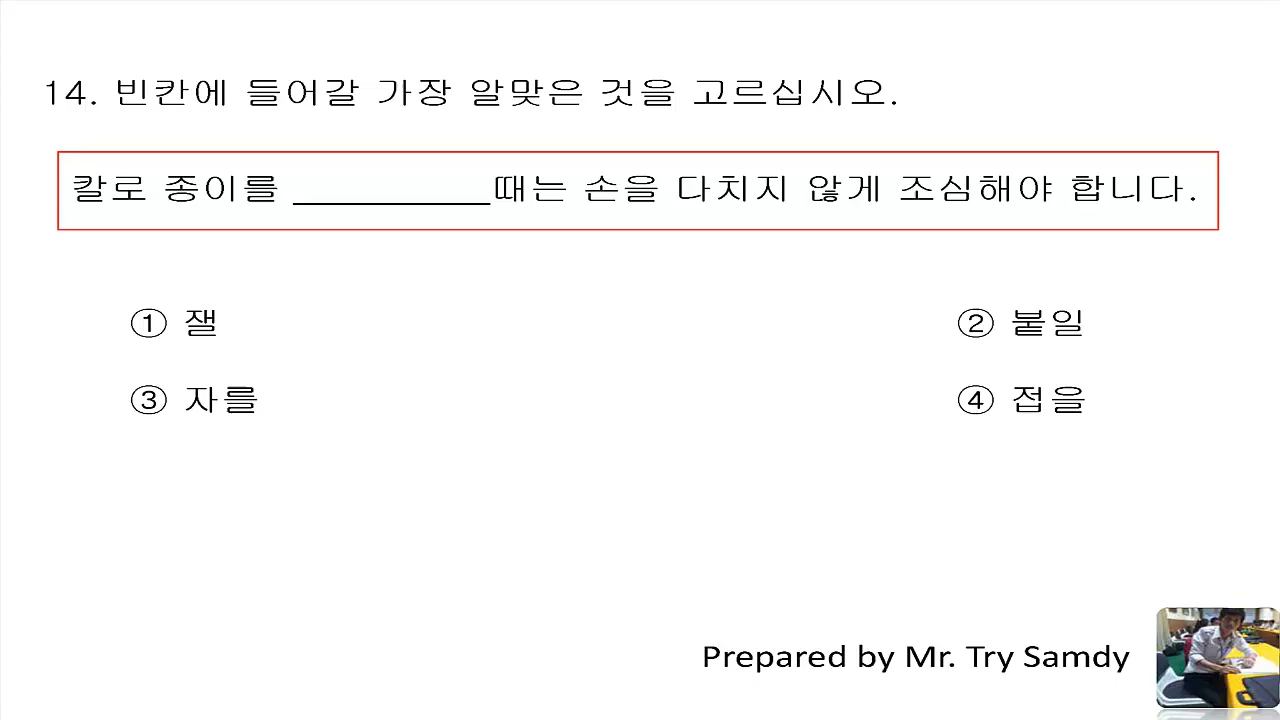 14. 빈칸에 들어갈 가장 알맞은 것을 고르십시오.
칼로 종이를 __________때는 손을 다치지 않게 조심해야 합니다.
① 잴
② 붙일
③ 자를
④ 접을
Prepared by Mr. Try Samdy